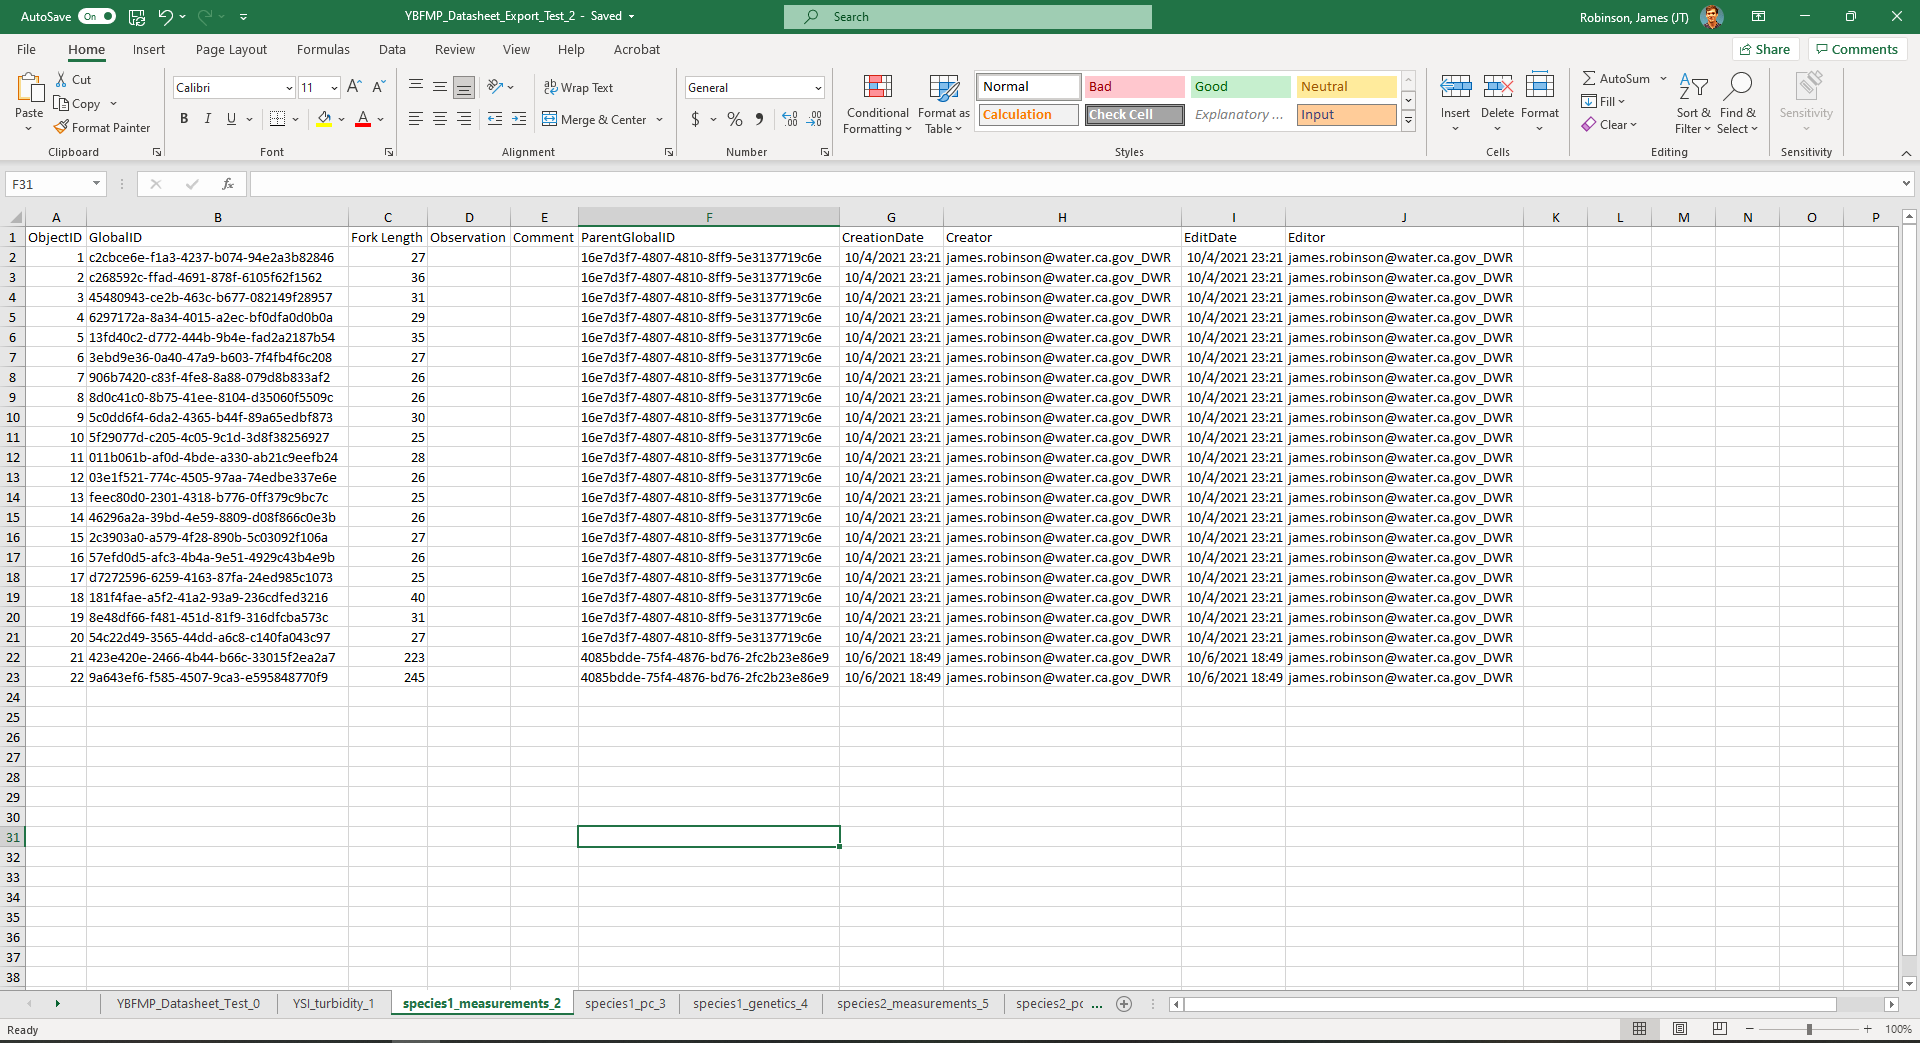 AutoSave On YBFMP_Datasheet_Export_Test_2 - Saved Search Robinson, James (JT)
File Home Insert Page Layout Formulas Data Review View Help Acrobat Share Comments
Paste Cut Copy Format Painter Clipboard
Calibri 11 B I U A A Font
Wrap Text Merge & Center Alignment
General $ % Number
Conditional Formatting Format as Table
Normal Bad Good Neutral
Calculation Check Cell Explanatory ... Input
Styles
Insert Delete Format Cells
AutoSum Fill Clear Sort & Filter Find & Select Editing
Sensitivity Sensitivity
F31 fx
A B C D E F G H I J K L M N O P
1 ObjectID GlobalID Fork Length Observation Comment ParentGlobalID CreationDate Creator EditDate Editor
2 1 c2cbce6e-f1a3-4237-b074-94e2a3b82846 27 16e7d3f7-4807-4810-8ff9-5e3137719c6e 10/4/2021 23:21 james.robinson@water.ca.gov_DWR 10/4/2021 23:21 james.robinson@water.ca.gov_DWR
3 2 c268592c-ffad-4691-878f-6105f62f1562 36 16e7d3f7-4807-4810-8ff9-5e3137719c6e 10/4/2021 23:21 james.robinson@water.ca.gov_DWR 10/4/2021 23:21 james.robinson@water.ca.gov_DWR
4 3 45480943-ce2b-463c-b677-082149f28957 31 16e7d3f7-4807-4810-8ff9-5e3137719c6e 10/4/2021 23:21 james.robinson@water.ca.gov_DWR 10/4/2021 23:21 james.robinson@water.ca.gov_DWR
5 4 6297172a-8a34-4015-a2ec-bf0dfa0d0b0a 29 16e7d3f7-4807-4810-8ff9-5e3137719c6e 10/4/2021 23:21 james.robinson@water.ca.gov_DWR 10/4/2021 23:21 james.robinson@water.ca.gov_DWR
6 5 13fd40c2-d772-444b-9b4e-fad2a2187b54 35 16e7d3f7-4807-4810-8ff9-5e3137719c6e 10/4/2021 23:21 james.robinson@water.ca.gov_DWR 10/4/2021 23:21 james.robinson@water.ca.gov_DWR
7 6 3ebd9e36-0a40-47a9-b603-7f4fb4f6c208 27 16e7d3f7-4807-4810-8ff9-5e3137719c6e 10/4/2021 23:21 james.robinson@water.ca.gov_DWR 10/4/2021 23:21 james.robinson@water.ca.gov_DWR
8 7 906b7420-c83f-4fe8-8a88-079d8b833af2 26 16e7d3f7-4807-4810-8ff9-5e3137719c6e 10/4/2021 23:21 james.robinson@water.ca.gov_DWR 10/4/2021 23:21 james.robinson@water.ca.gov_DWR
9 8 8d0c41c0-8b75-41ee-8104-d35060f5509c 26 16e7d3f7-4807-4810-8ff9-5e3137719c6e 10/4/2021 23:21 james.robinson@water.ca.gov_DWR 10/4/2021 23:21 james.robinson@water.ca.gov_DWR
10 9 5c0dd6f4-6da2-4365-b44f-89a65edbf873 30 16e7d3f7-4807-4810-8ff9-5e3137719c6e 10/4/2021 23:21 james.robinson@water.ca.gov_DWR 10/4/2021 23:21 james.robinson@water.ca.gov_DWR
11 10 5f29077d-c205-4c05-9c1d-3d8f38256927 25 16e7d3f7-4807-4810-8ff9-5e3137719c6e 10/4/2021 23:21 james.robinson@water.ca.gov_DWR 10/4/2021 23:21 james.robinson@water.ca.gov_DWR
12 11 011b061b-af0d-4bde-a330-ab21c9eefb24 28 16e7d3f7-4807-4810-8ff9-5e3137719c6e 10/4/2021 23:21 james.robinson@water.ca.gov_DWR 10/4/2021 23:21 james.robinson@water.ca.gov_DWR
13 12 03e1f521-774c-4505-97aa-74edbe337e6e 26 16e7d3f7-4807-4810-8ff9-5e3137719c6e 10/4/2021 23:21 james.robinson@water.ca.gov_DWR 10/4/2021 23:21 james.robinson@water.ca.gov_DWR
14 13 feec80d0-2301-4318-b776-0ff379c9bc7c 25 16e7d3f7-4807-4810-8ff9-5e3137719c6e 10/4/2021 23:21 james.robinson@water.ca.gov_DWR 10/4/2021 23:21 james.robinson@water.ca.gov_DWR
15 14 46296a2a-39bd-4e59-8809-d08f866c0e3b 26 16e7d3f7-4807-4810-8ff9-5e3137719c6e 10/4/2021 23:21 james.robinson@water.ca.gov_DWR 10/4/2021 23:21 james.robinson@water.ca.gov_DWR
16 15 2c3903a0-a579-4f28-890b-5c03092f106a 27 16e7d3f7-4807-4810-8ff9-5e3137719c6e 10/4/2021 23:21 james.robinson@water.ca.gov_DWR 10/4/2021 23:21 james.robinson@water.ca.gov_DWR
17 16 57efd0d5-afc3-4b4a-9e51-4929c43b4e9b 26 16e7d3f7-4807-4810-8ff9-5e3137719c6e 10/4/2021 23:21 james.robinson@water.ca.gov_DWR 10/4/2021 23:21 james.robinson@water.ca.gov_DWR
18 17 d7272596-6259-4163-87fa-24ed985c1073 25 16e7d3f7-4807-4810-8ff9-5e3137719c6e 10/4/2021 23:21 james.robinson@water.ca.gov_DWR 10/4/2021 23:21 james.robinson@water.ca.gov_DWR
19 18 181f4fae-a5f2-41a2-93a9-236cdfed3216 40 16e7d3f7-4807-4810-8ff9-5e3137719c6e 10/4/2021 23:21 james.robinson@water.ca.gov_DWR 10/4/2021 23:21 james.robinson@water.ca.gov_DWR
20 19 8e48df66-f481-451d-81f9-316dfcba573c 31 16e7d3f7-4807-4810-8ff9-5e3137719c6e 10/4/2021 23:21 james.robinson@water.ca.gov_DWR 10/4/2021 23:21 james.robinson@water.ca.gov_DWR
21 20 54c22d49-3565-44dd-a6c8-c140fa043c97 27 16e7d3f7-4807-4810-8ff9-5e3137719c6e 10/4/2021 23:21 james.robinson@water.ca.gov_DWR 10/4/2021 23:21 james.robinson@water.ca.gov_DWR
22 21 423e420e-2466-4b44-b66c-33015f2ea2a7 223 4085bdde-75f4-4876-bd76-2fc2b23e86e9 10/6/2021 18:49 james.robinson@water.ca.gov_DWR 10/6/2021 18:49 james.robinson@water.ca.gov_DWR
23 22 9a643ef6-f585-4507-9ca3-e595848770f9 245 4085bdde-75f4-4876-bd76-2fc2b23e86e9 10/6/2021 18:49 james.robinson@water.ca.gov_DWR 10/6/2021 18:49 james.robinson@water.ca.gov_DWR
24
25
26
27
28
29
30
31
32
33
34
35
36
37
38
YBFMP_Datasheet_Test_0 YSI_turbidity_1 species1_measurements_2 species1_pc_3 species1_genetics_4 species2_measurements_5 species2_pc ...
Ready 100%